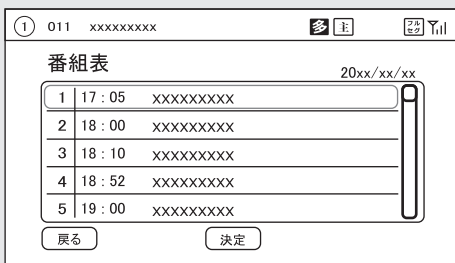 ① 011 xxxxxxxxx 多 主 フルセグ
番組表
20xx/xx/xx
1 17:05 xxxxxxxxx
2 18:00 xxxxxxxxx
3 18:10 xxxxxxxxx
4 18:52 xxxxxxxxx
5 19:00 xxxxxxxxx
戻る 決定